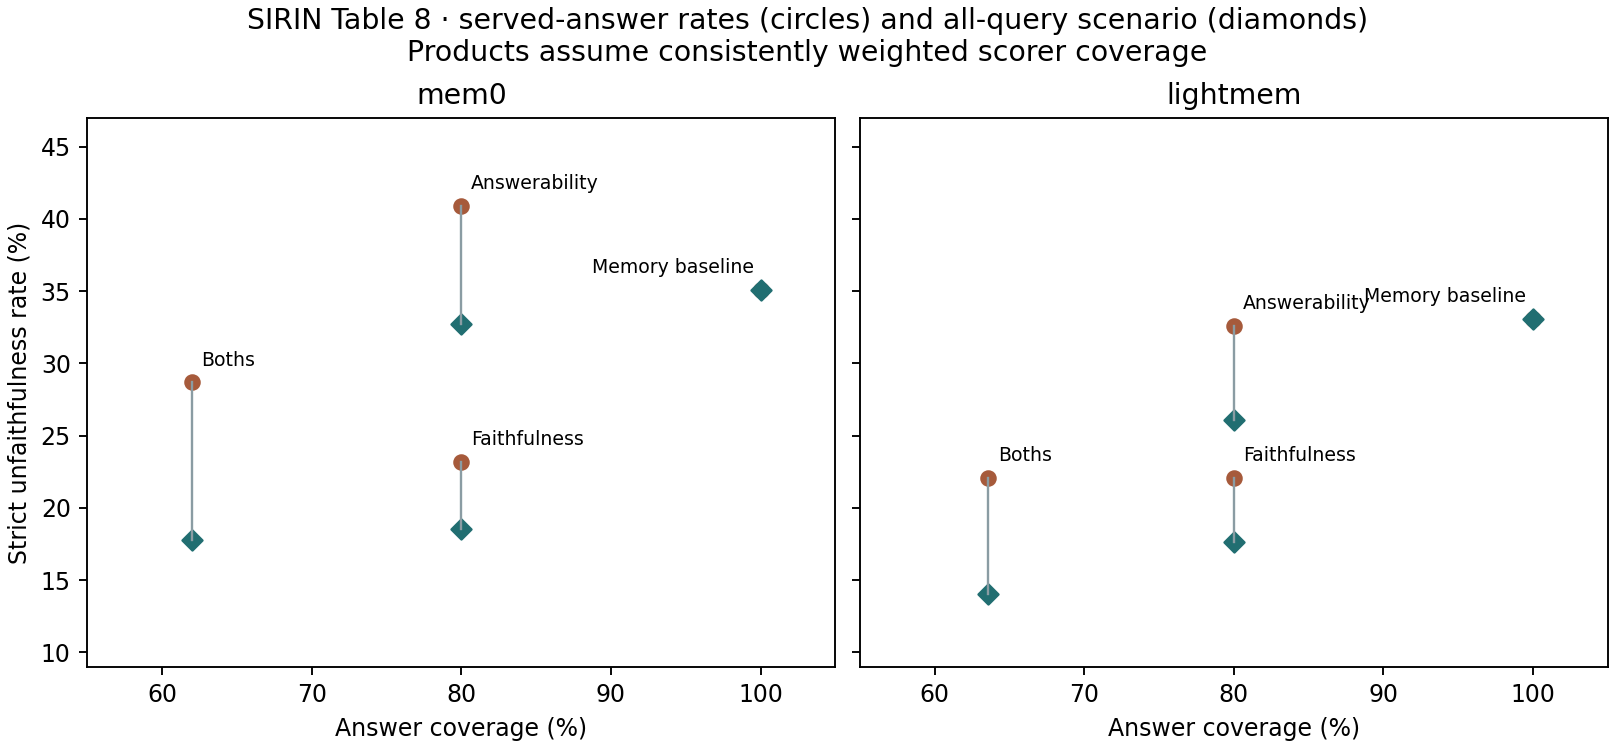 SIRIN Table 8 · served-answer rates (circles) and all-query scenario (diamonds)
Products assume consistently weighted scorer coverage
mem0
lightmem
Strict unfaithfulness rate (%)
45
40
35
30
25
20
15
10
Answerability
Memory baseline
Boths
Faithfulness
60
70
80
90
100
Answer coverage (%)
Answerability
Memory baseline
Boths
Faithfulness
60
70
80
90
100
Answer coverage (%)